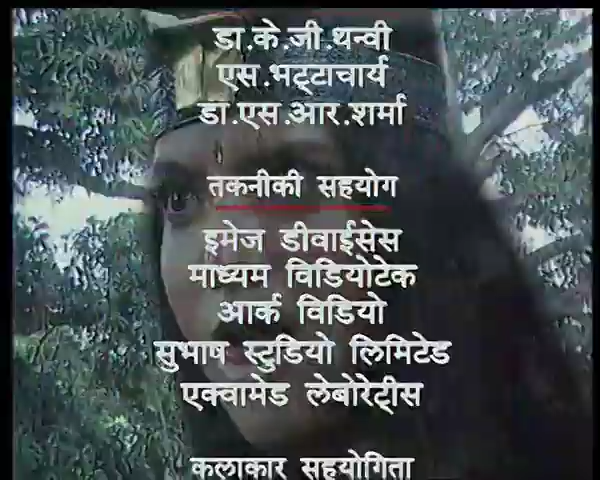 डा.के.जी.थन्वी
एस.भट्टाचार्य
डा.एस.आर.शर्मा
तकनीकी सहयोग
इमेज डीवाईसेस
माध्यम विडियोटेक
आर्क विडियो
सुभाष स्टुडियो लिमिटेड
एक्वामेड लेबोरेट्रीस
कलाकार सहयोगिता